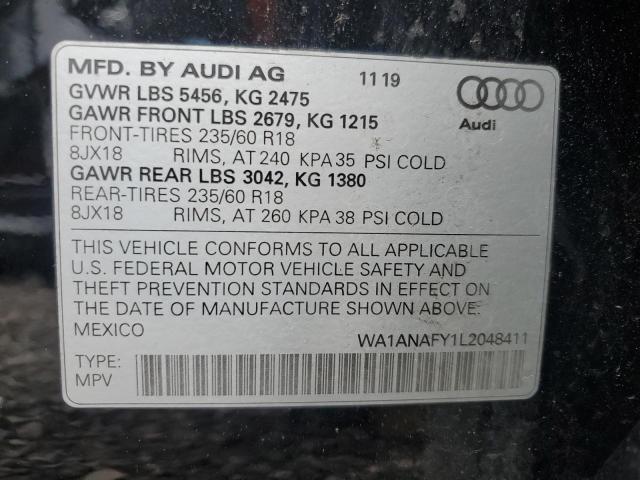 MFD. BY AUDI AG 11 19
GVWR LBS 5456, KG 2475
GAWR FRONT LBS 2679, KG 1215
Audi
FRONT-TIRES 235/60 R18
8JX18 RIMS, AT 240 KPA 35 PSI COLD
GAWR REAR LBS 3042, KG 1380
REAR-TIRES 235/60 R18
8JX18 RIMS, AT 260 KPA 38 PSI COLD
THIS VEHICLE CONFORMS TO ALL APPLICABLE
U.S. FEDERAL MOTOR VEHICLE SAFETY AND
THEFT PREVENTION STANDARDS IN EFFECT ON
THE DATE OF MANUFACTURE SHOWN ABOVE.
MEXICO WA1ANAFY1L2048411
TYPE:
MPV